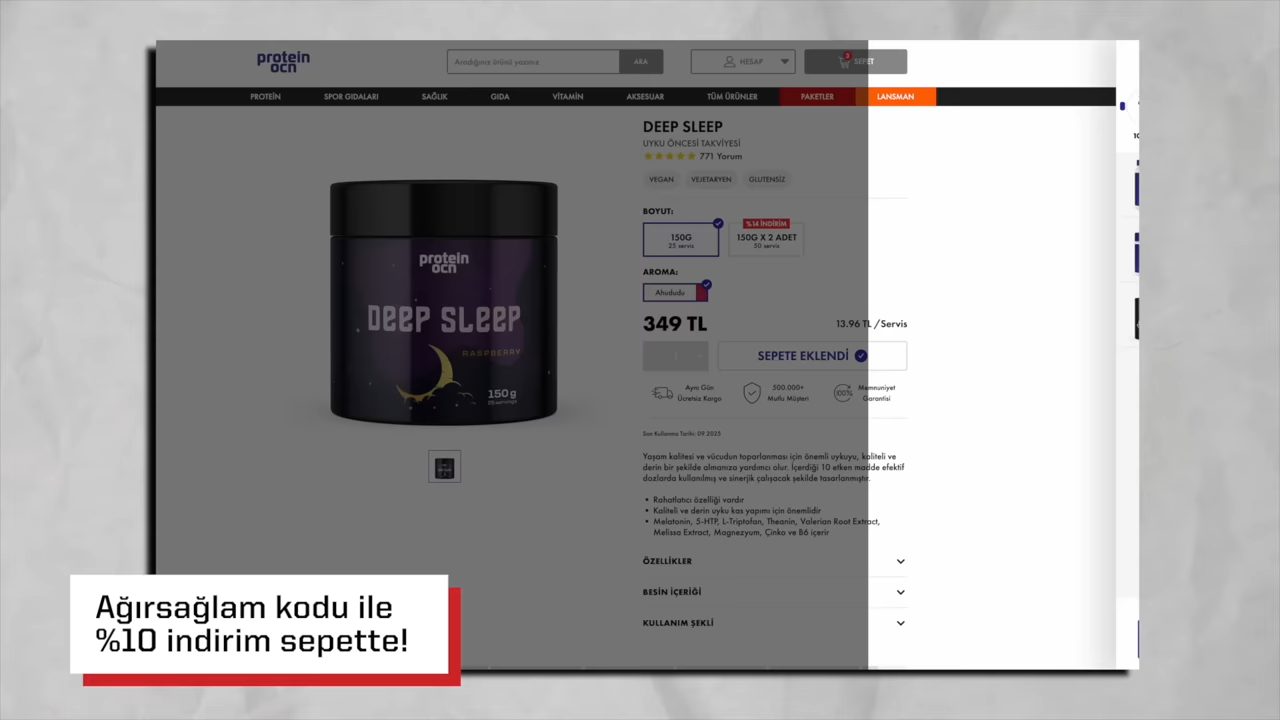 protein
ocn
Aradığınız ürünü yazınız
ARA
HESAP
3
SEPET
PROTEİN
SPOR GIDALARI
SAĞLIK
GIDA
VİTAMİN
AKSESUAR
TÜM ÜRÜNLER
PAKETLER
LANSMAN
DEEP SLEEP
UYKU ÖNCESİ TAKVİYESİ
771 Yorum
VEGAN
VEJETARYEN
GLUTENSİZ
BOYUT:
%14 İNDİRİM
150G
25 servis
150G X 2 ADET
50 servis
AROMA:
Ahududu
349 TL
13.96 TL /Servis
1
SEPETE EKLENDİ
Aynı Gün
Ücretsiz Kargo
500.000+
Mutlu Müşteri
100%
Memnuniyet
Garantisi
Son Kullanma Tarihi: 09.2025
Yaşam kalitesi ve vücudun toparlanması için önemli uykuyu, kaliteli ve
derin bir şekilde almanıza yardımcı olur. İçerdiği 10 etken madde efektif
dozlarda kullanılmış ve sinerjik çalışacak şekilde tasarlanmıştır.
• Rahatlatıcı özelliği vardır
• Kaliteli ve derin uyku kas yapımı için önemlidir
• Melatonin, 5-HTP, L-Triptofan, Theanin, Valerian Root Extract,
Melissa Extract, Magnezyum, Çinko ve B6 içerir
ÖZELLİKLER
BESİN İÇERİĞİ
KULLANIM ŞEKLİ
protein
ocn
DEEP SLEEP
RASPBERRY
150 g
Ağırsağlam kodu ile
%10 indirim sepette!